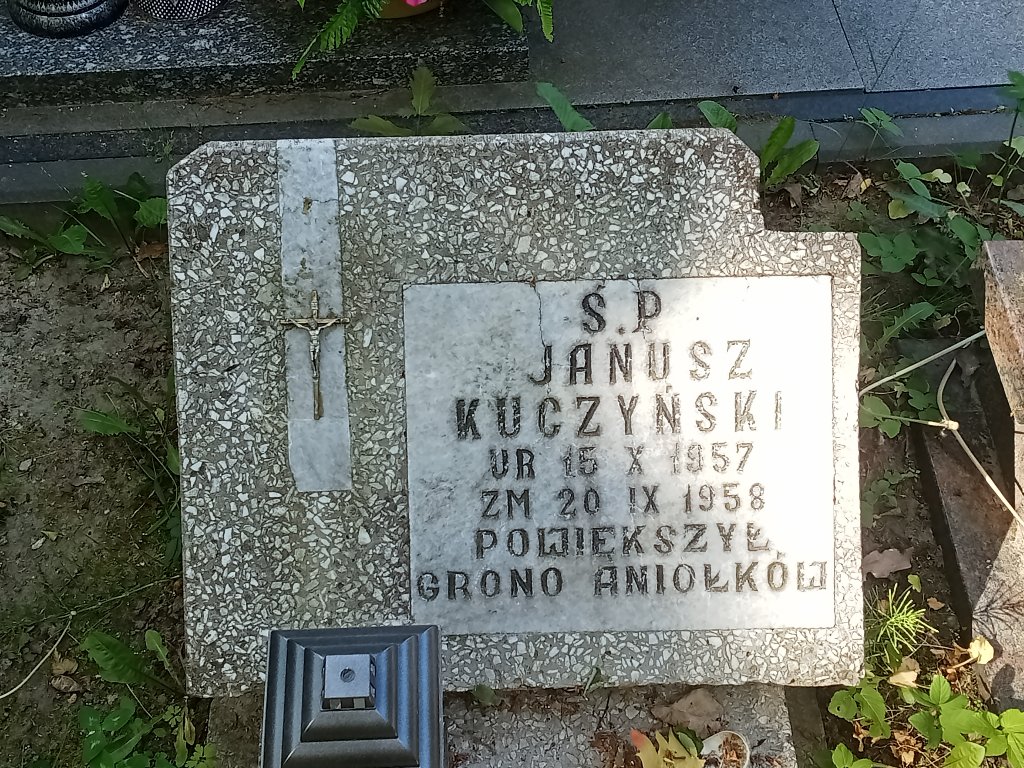 Ś.P
JANUSZ
KUCZYŃSKI
UR 15 X 1957
ZM 20 IX 1958
POWIĘKSZYŁ
GRONO ANIOŁKÓW